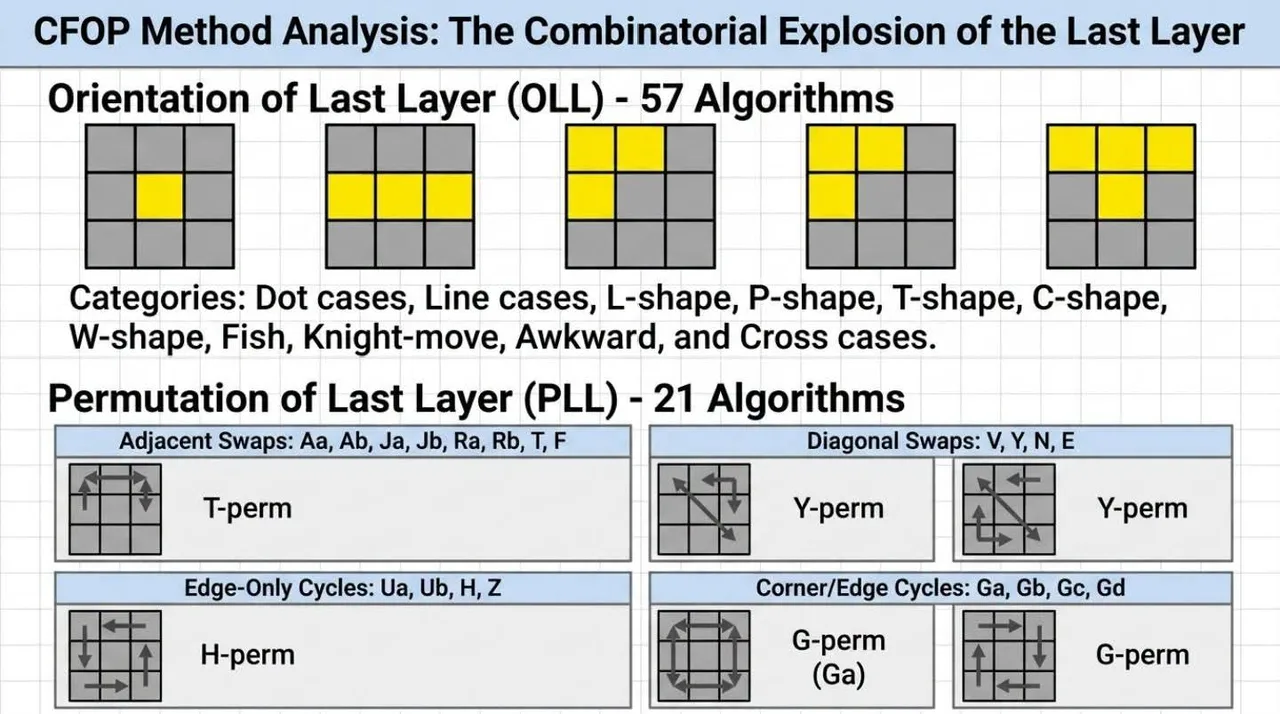 CFOP Method Analysis: The Combinatorial Explosion of the Last Layer
Orientation of Last Layer (OLL) - 57 Algorithms
Categories: Dot cases, Line cases, L-shape, P-shape, T-shape, C-shape,
W-shape, Fish, Knight-move, Awkward, and Cross cases.
Permutation of Last Layer (PLL) - 21 Algorithms
Adjacent Swaps: Aa, Ab, Ja, Jb, Ra, Rb, T, F
T-perm
Diagonal Swaps: V, Y, N, E
Y-perm
Y-perm
Edge-Only Cycles: Ua, Ub, H, Z
H-perm
Corner/Edge Cycles: Ga, Gb, Gc, Gd
G-perm
(Ga)
G-perm